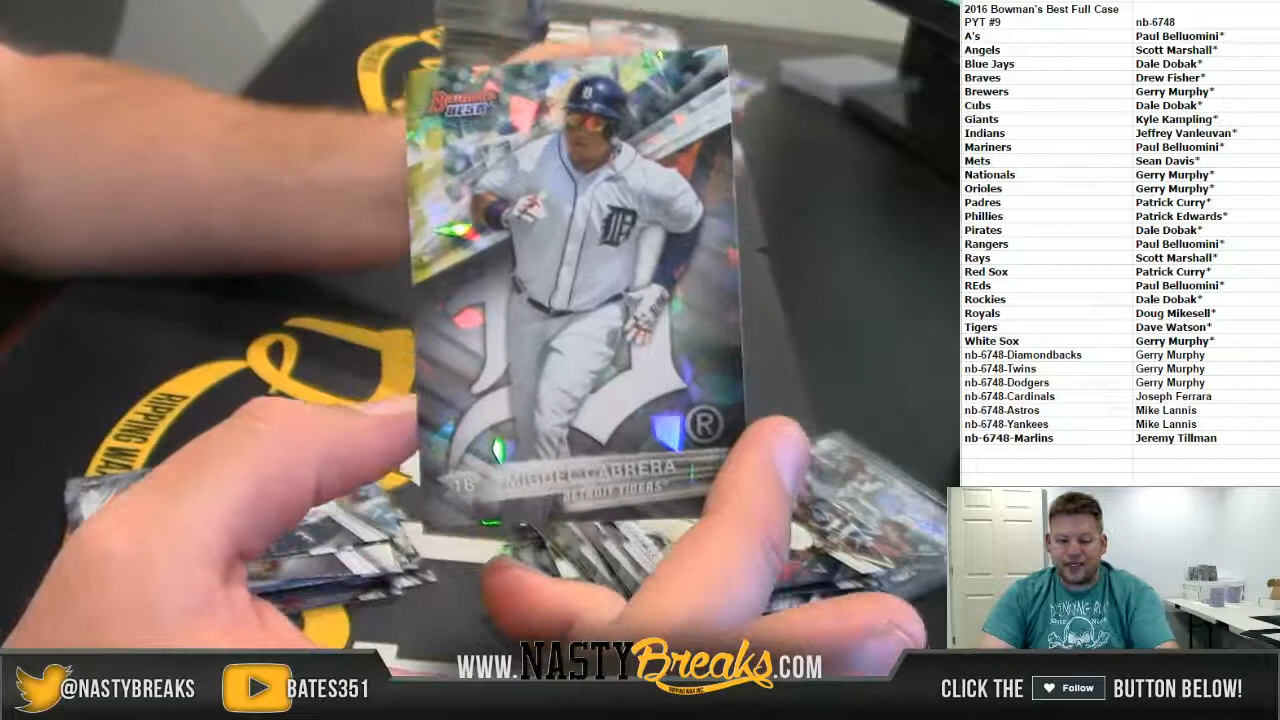 2016 Bowman's Best Full Case
PYT #9 nb-6748
A's Paul Belluomini*
Angels Scott Marshall*
Blue Jays Dale Dobak*
Braves Drew Fisher*
Brewers Gerry Murphy*
Cubs Dale Dobak*
Giants Kyle Kampling*
Indians Jeffrey Vanleuvan*
Mariners Paul Belluomini*
Mets Sean Davis*
Nationals Gerry Murphy*
Orioles Gerry Murphy*
Padres Patrick Curry*
Phillies Patrick Edwards*
Pirates Dale Dobak*
Rangers Paul Belluomini*
Rays Scott Marshall*
Red Sox Patrick Curry*
REds Paul Belluomini*
Rockies Dale Dobak*
Royals Doug Mikesell*
Tigers Dave Watson*
White Sox Gerry Murphy*
nb-6748-Diamondbacks Gerry Murphy
nb-6748-Twins Gerry Murphy
nb-6748-Dodgers Gerry Murphy
nb-6748-Cardinals Joseph Ferrara
nb-6748-Astros Mike Lannis
nb-6748-Yankees Mike Lannis
nb-6748-Marlins Jeremy Tillman
BOWMAN'S
BEST
D
D
®
18 MIGUEL CABRERA
DETROIT TIGERS
RIPPING WAX
@NASTYBREAKS
BATES351
WWW.NASTYBreaks.COM
RIPPING WAX INC.
CLICK THE Follow BUTTON BELOW!